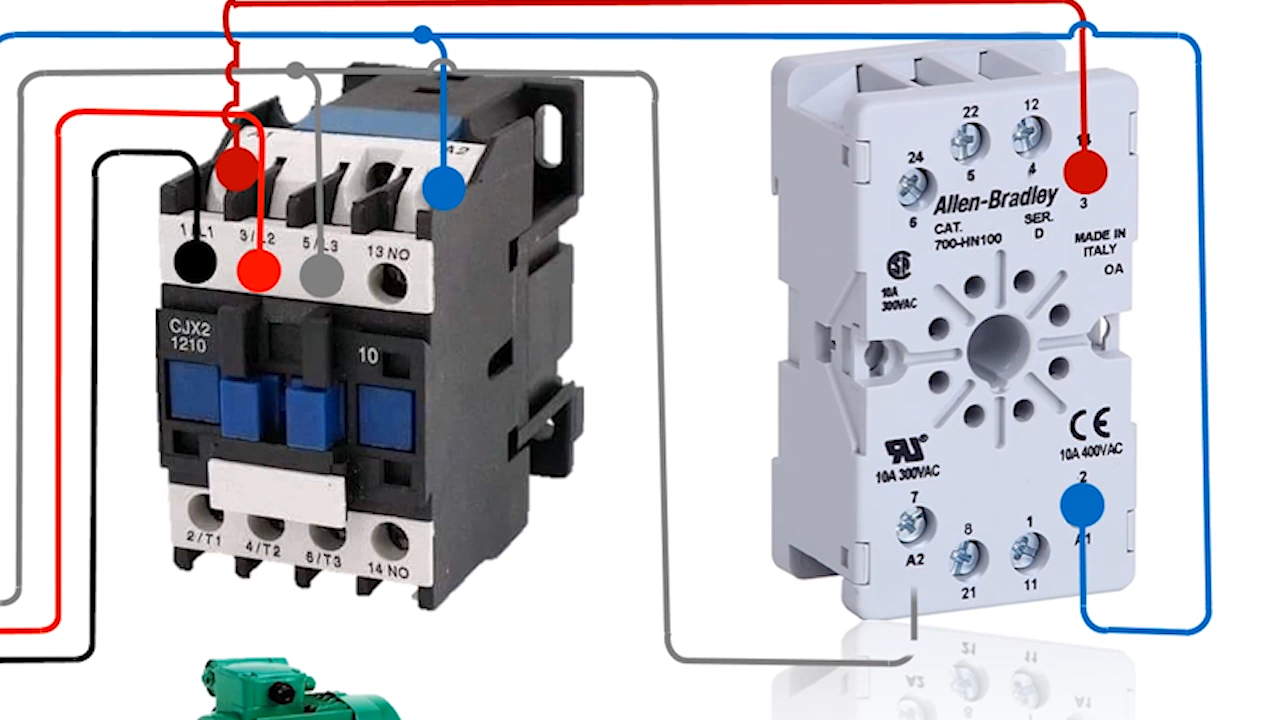 A2
1/L1 3/L2 5/L3 13 NO
CJX2
1210
10
2/T1 4/T2 6/T3 14 NO
22 12
24 5 4
6 3
Allen-Bradley
CAT. SER.
700-HN100 D
MADE IN
ITALY
OA
10A
300VAC
CE
10A 400VAC
10A 300VAC
2
7
8 1
A2 A1
21 11